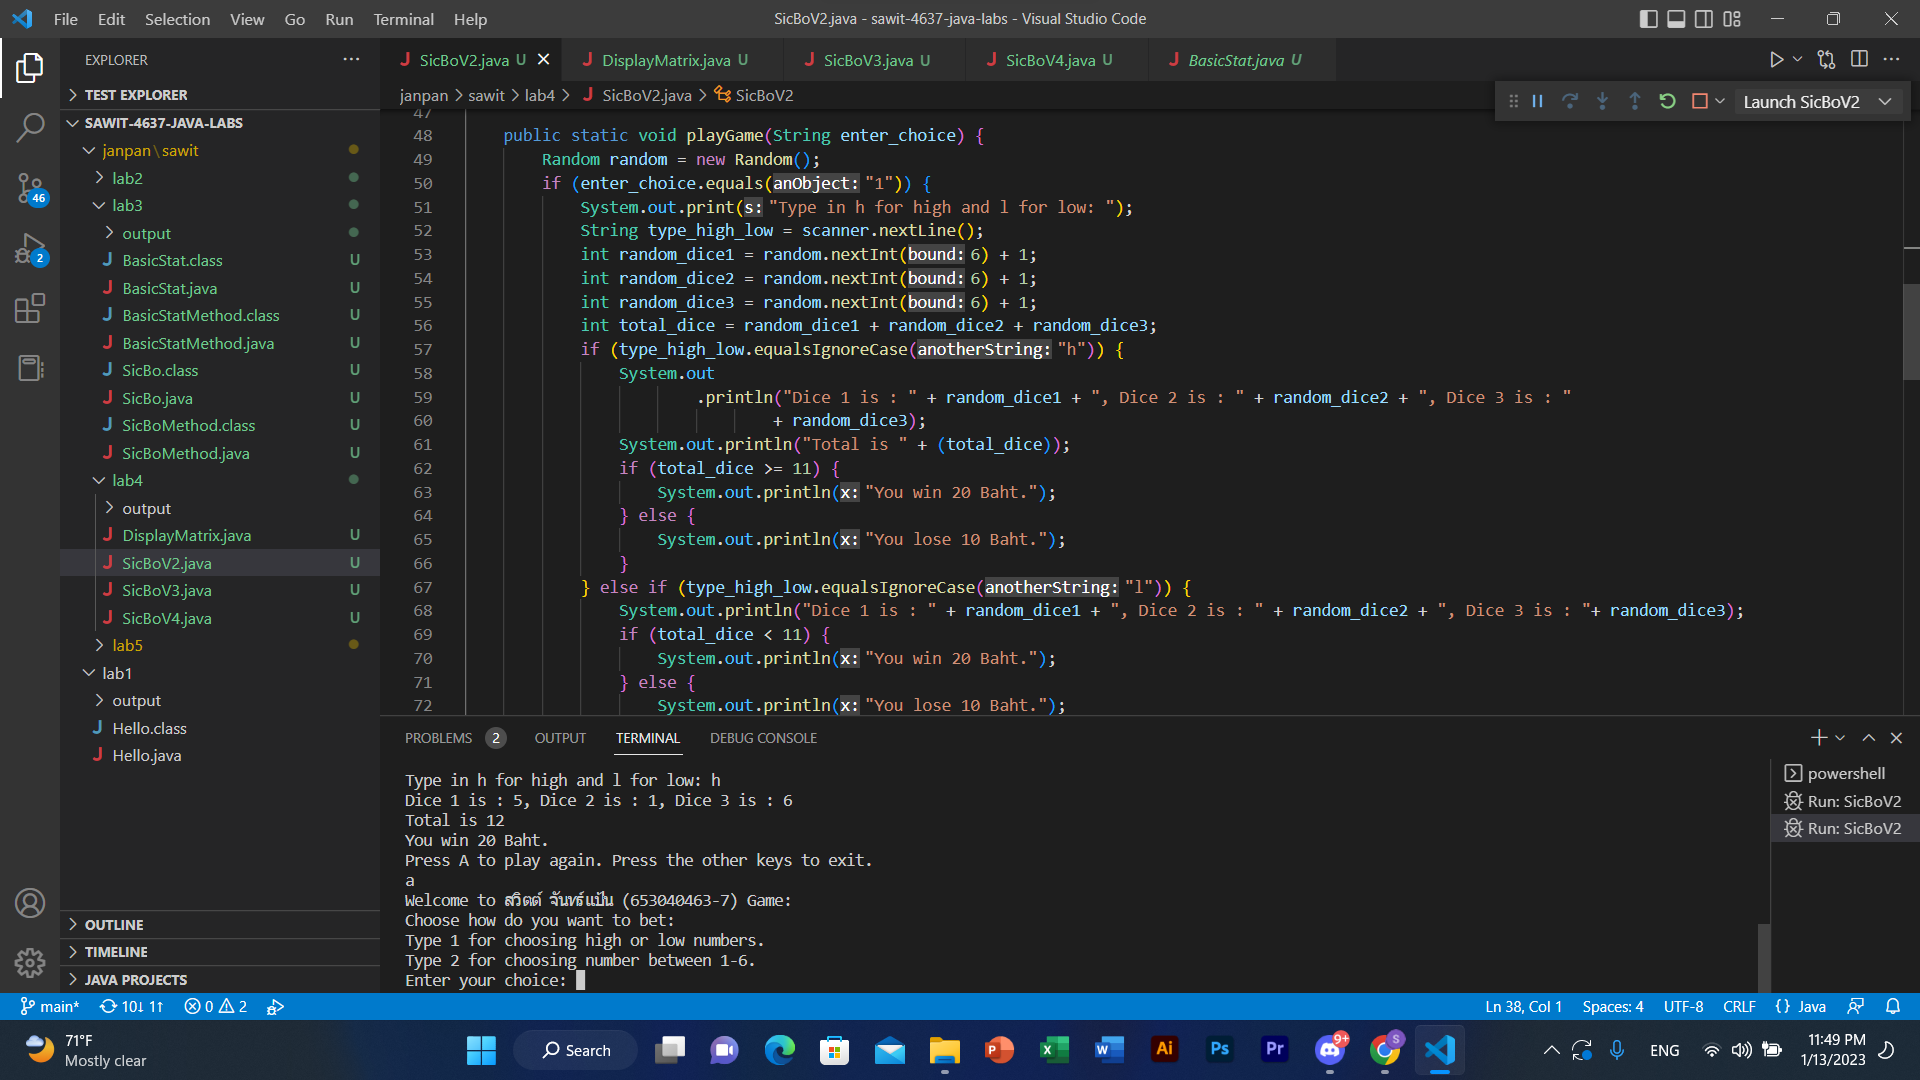 File Edit Selection View Go Run Terminal Help
SicBoV2.java - sawit-4637-java-labs - Visual Studio Code
EXPLORER
TEST EXPLORER
SAWIT-4637-JAVA-LABS
janpan\sawit
lab2
lab3
output
BasicStat.class U
BasicStat.java U
BasicStatMethod.class U
BasicStatMethod.java U
SicBo.class U
SicBo.java U
SicBoMethod.class U
SicBoMethod.java U
lab4
output
DisplayMatrix.java U
SicBoV2.java U
SicBoV3.java U
SicBoV4.java U
lab5
lab1
output
Hello.class
Hello.java
OUTLINE
TIMELINE
JAVA PROJECTS
46
2
SicBoV2.java U DisplayMatrix.java U SicBoV3.java U SicBoV4.java U BasicStat.java U
janpan > sawit > lab4 > SicBoV2.java > SicBoV2
Launch SicBoV2
47
48 public static void playGame(String enter_choice) {
49 Random random = new Random();
50 if (enter_choice.equals(anObject: "1")) {
51 System.out.print(s: "Type in h for high and l for low: ");
52 String type_high_low = scanner.nextLine();
53 int random_dice1 = random.nextInt(bound: 6) + 1;
54 int random_dice2 = random.nextInt(bound: 6) + 1;
55 int random_dice3 = random.nextInt(bound: 6) + 1;
56 int total_dice = random_dice1 + random_dice2 + random_dice3;
57 if (type_high_low.equalsIgnoreCase(anotherString: "h")) {
58 System.out
59 .println("Dice 1 is : " + random_dice1 + ", Dice 2 is : " + random_dice2 + ", Dice 3 is : "
60 + random_dice3);
61 System.out.println("Total is " + (total_dice));
62 if (total_dice >= 11) {
63 System.out.println(x: "You win 20 Baht.");
64 } else {
65 System.out.println(x: "You lose 10 Baht.");
66 }
67 } else if (type_high_low.equalsIgnoreCase(anotherString: "l")) {
68 System.out.println("Dice 1 is : " + random_dice1 + ", Dice 2 is : " + random_dice2 + ", Dice 3 is : "+ random_dice3);
69 if (total_dice < 11) {
70 System.out.println(x: "You win 20 Baht.");
71 } else {
72 System.out.println(x: "You lose 10 Baht.");
PROBLEMS 2 OUTPUT TERMINAL DEBUG CONSOLE
Type in h for high and l for low: h
Dice 1 is : 5, Dice 2 is : 1, Dice 3 is : 6
Total is 12
You win 20 Baht.
Press A to play again. Press the other keys to exit.
a
Welcome to สวิตต์ จันทร์แป้น (653040463-7) Game:
Choose how do you want to bet:
Type 1 for choosing high or low numbers.
Type 2 for choosing number between 1-6.
Enter your choice:
powershell
Run: SicBoV2
Run: SicBoV2
main* 10↓ 1↑ 0 2
Ln 38, Col 1 Spaces: 4 UTF-8 CRLF {} Java
71°F
Mostly clear
Search
Ai Ps Pr
9+
S
ENG
11:49 PM
1/13/2023